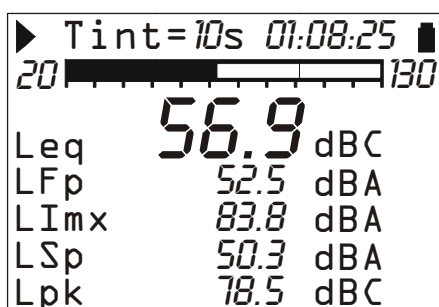 Tint=10s 01:08:25
20 130
Leq 56.9 dBC
LFp 52.5 dBA
LImx 83.8 dBA
LSp 50.3 dBA
Lpk 78.5 dBC